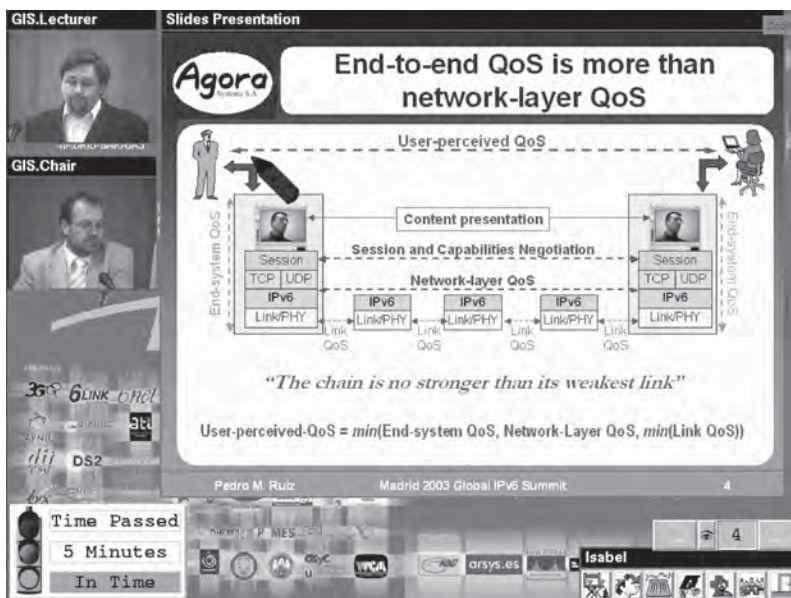 GIS.Lecturer
Slides Presentation
Agora
Systems S.A.
End-to-end QoS is more than
network-layer QoS
User-perceived QoS
GIS.Chair
End-system QoS
Content presentation
End-system QoS
Session and Capabilities Negotiation
Session
Session
TCP UDP
Network-layer QoS
TCP UDP
IPv6
IPv6
IPv6
IPv6
IPv6
Link/PHY
Link/PHY
Link/PHY
Link/PHY
Link/PHY
Link QoS
Link QoS
Link QoS
Link QoS
“The chain is no stronger than its weakest link”
User-perceived-QoS = min(End-system QoS, Network-Layer QoS, min(Link QoS))
Pedro M. Ruiz
Madrid 2003 Global IPv6 Summit
4
3G
6LINK
6net
DS2
Time Passed
5 Minutes
In Time
MES
WCA
arsys.es
4
Isabel